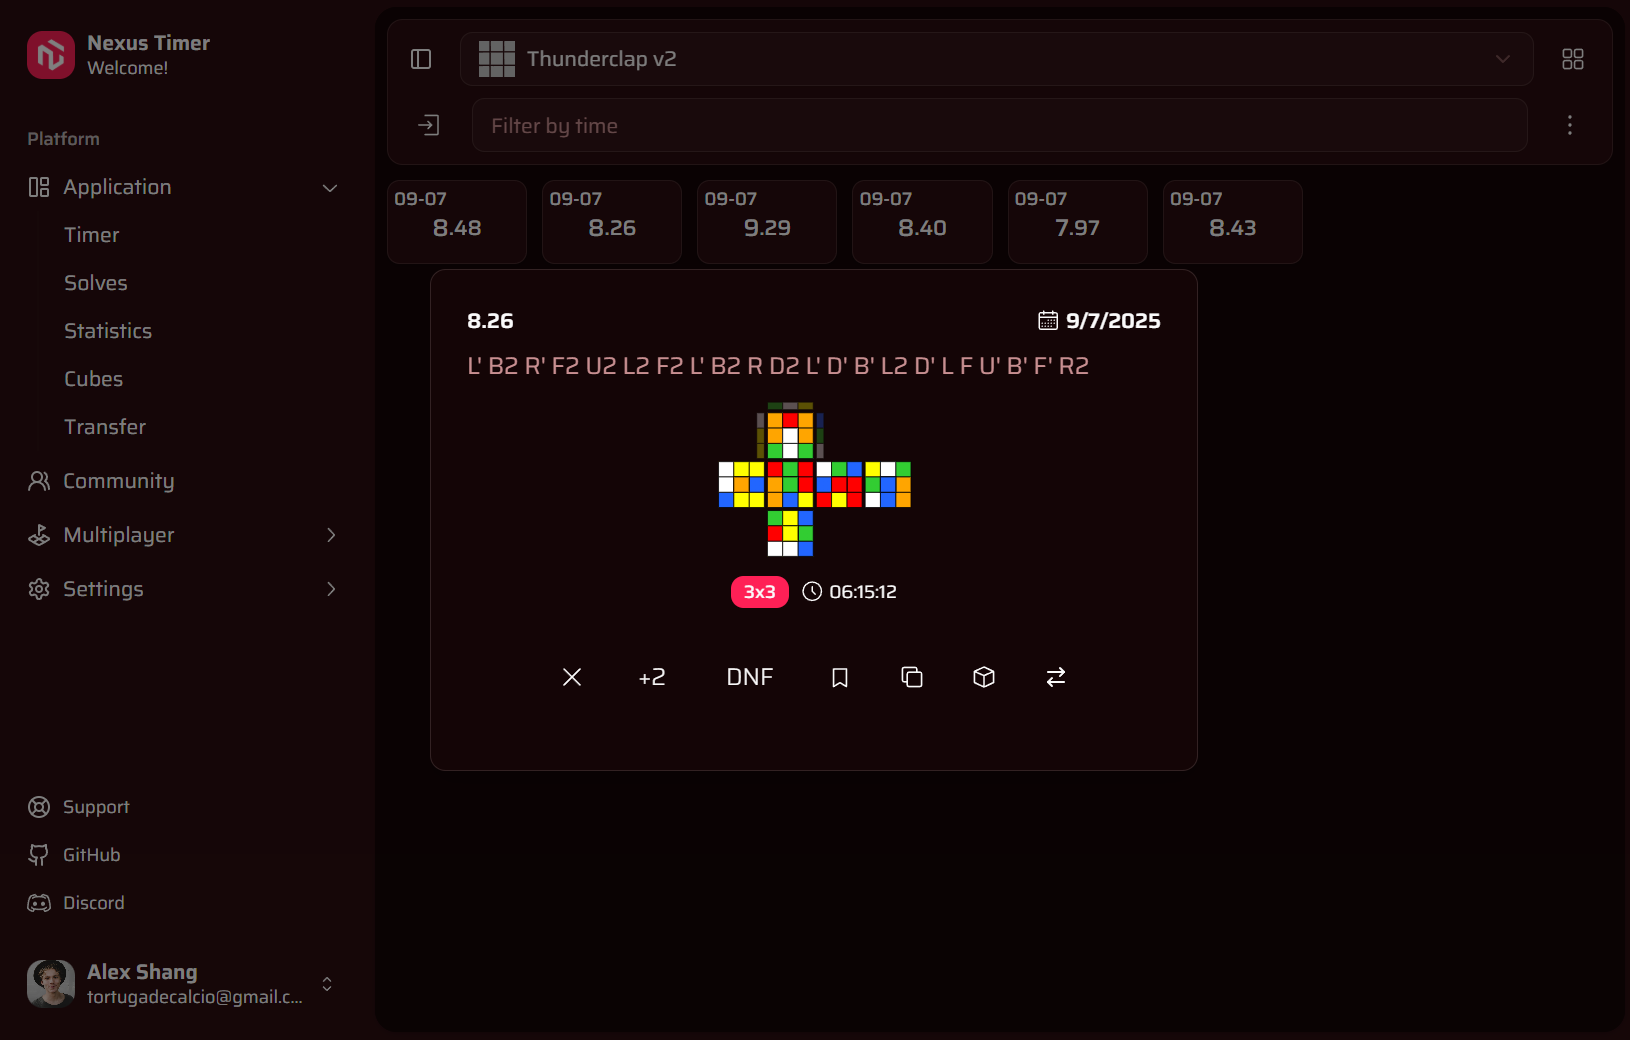 Nexus Timer
Welcome!
Platform
Application
Timer
Solves
Statistics
Cubes
Transfer
Community
Multiplayer
Settings
Support
GitHub
Discord
Alex Shang
tortugadecalcio@gmail.c...
Thunderclap v2
Filter by time
09-07 09-07 09-07 09-07 09-07 09-07
8.48 8.26 9.29 8.40 7.97 8.43
8.26 9/7/2025
L' B2 R' F2 U2 L2 F2 L' B2 R D2 L' D' B' L2 D' L F U' B' F' R2
3x3 06:15:12
+2 DNF